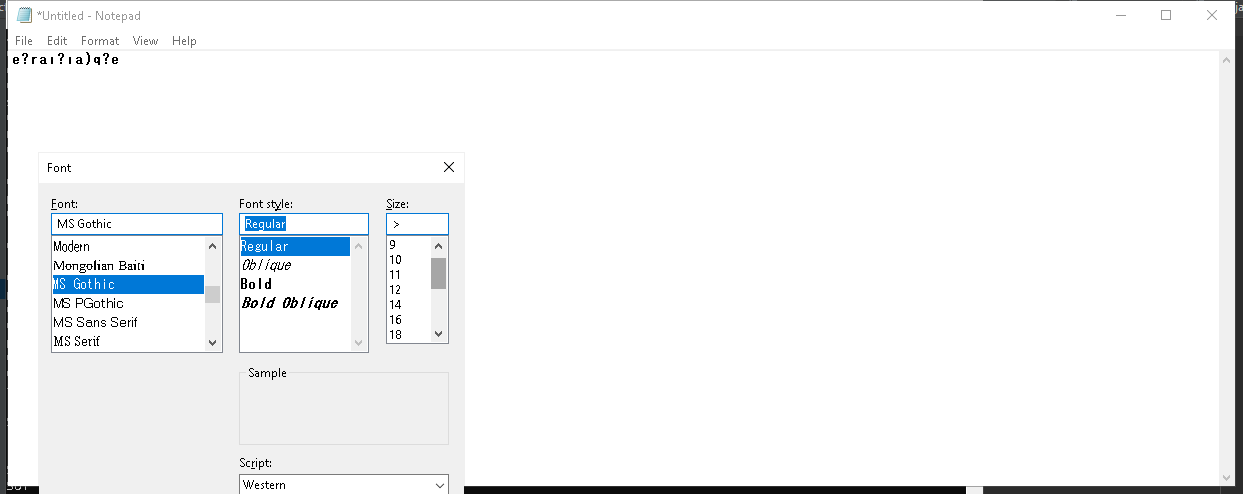 *Untitled - Notepad
File Edit Format View Help
e?raı?ıa)q?e
Font
Font: Font style: Size:
MS Gothic Regular >
Modern Regular 9
Mongolian Baiti Oblique 10
MS Gothic Bold 11
MS PGothic Bold Oblique 12
MS Sans Serif 14
MS Serif 16
18
Sample
Script:
Western